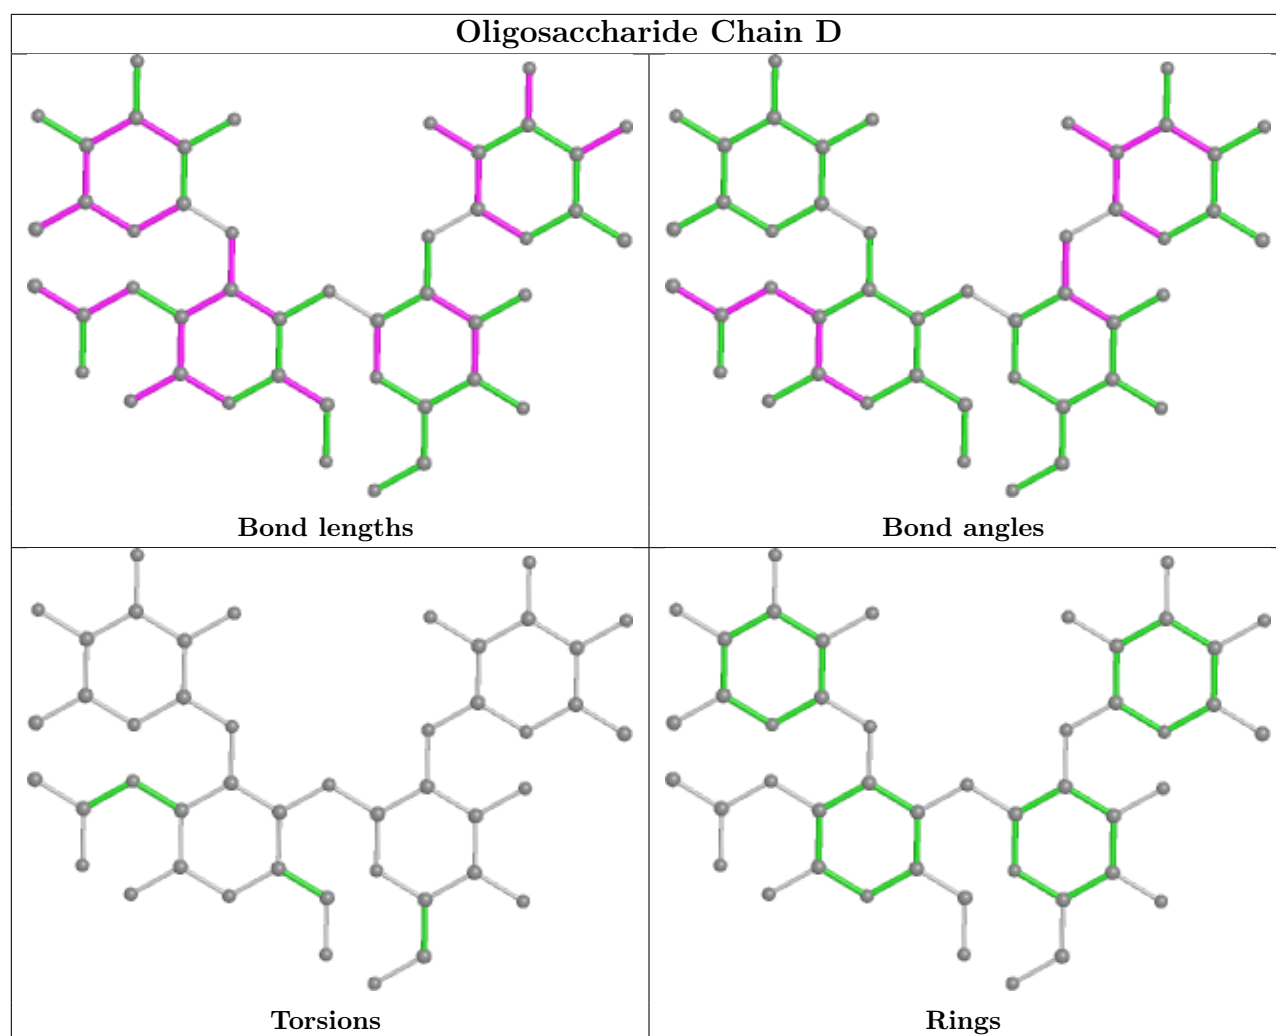 Oligosaccharide Chain D
Bond lengths
Bond angles
Torsions
Rings